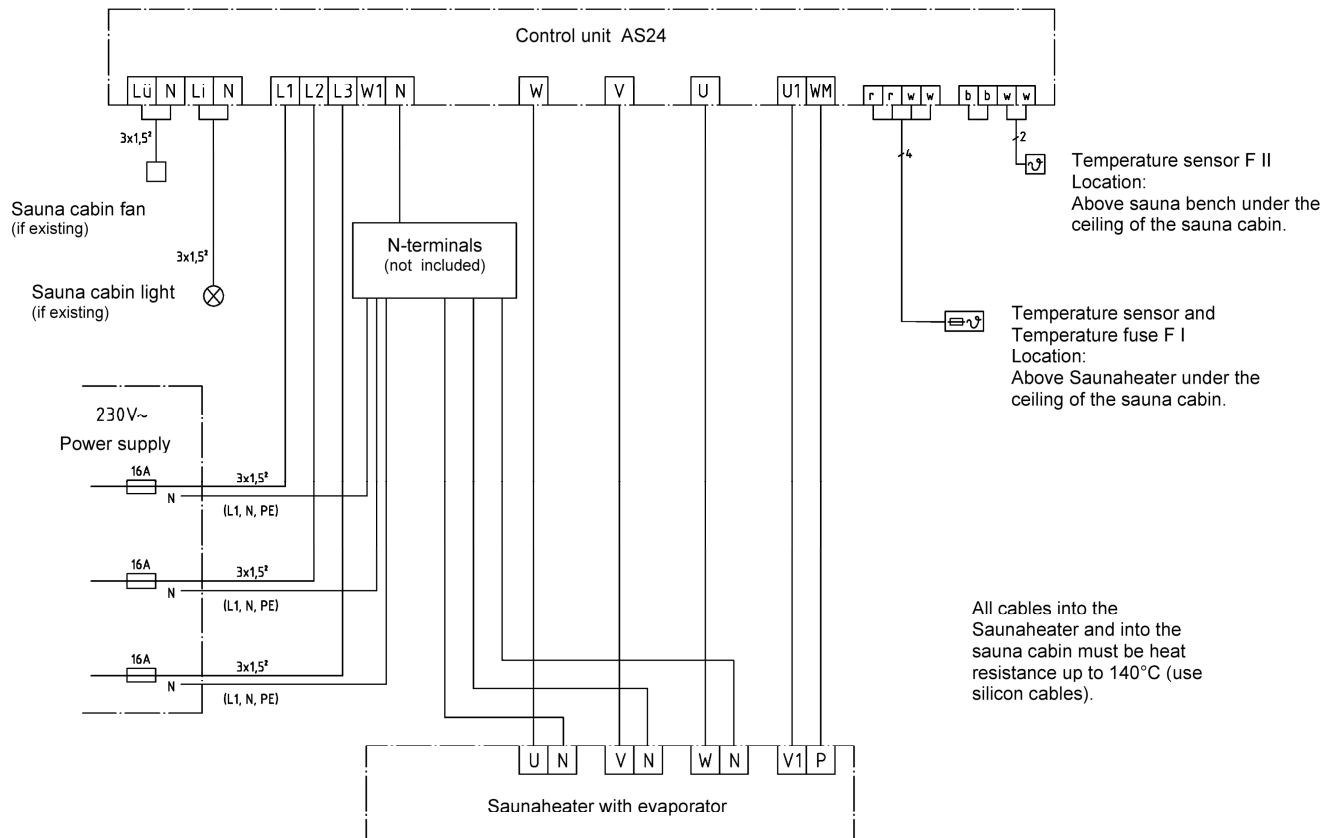 Control unit AS24
Lü N Li N L1 L2 L3 W1 N W V U U1 WM r r w w b b w w
3x1,5²
2
4
Temperature sensor F II
Location:
Above sauna bench under the
ceiling of the sauna cabin.
Sauna cabin fan
(if existing)
N-terminals
(not included)
3x1,5²
Sauna cabin light
(if existing)
Temperature sensor and
Temperature fuse F I
Location:
Above Saunaheater under the
ceiling of the sauna cabin.
230V~
Power supply
16A
3x1,5²
N
(L1, N, PE)
16A
3x1,5²
N
(L1, N, PE)
16A
3x1,5²
N
(L1, N, PE)
All cables into the
Saunaheater and into the
sauna cabin must be heat
resistance up to 140°C (use
silicon cables).
U N V N W N V1 P
Saunaheater with evaporator